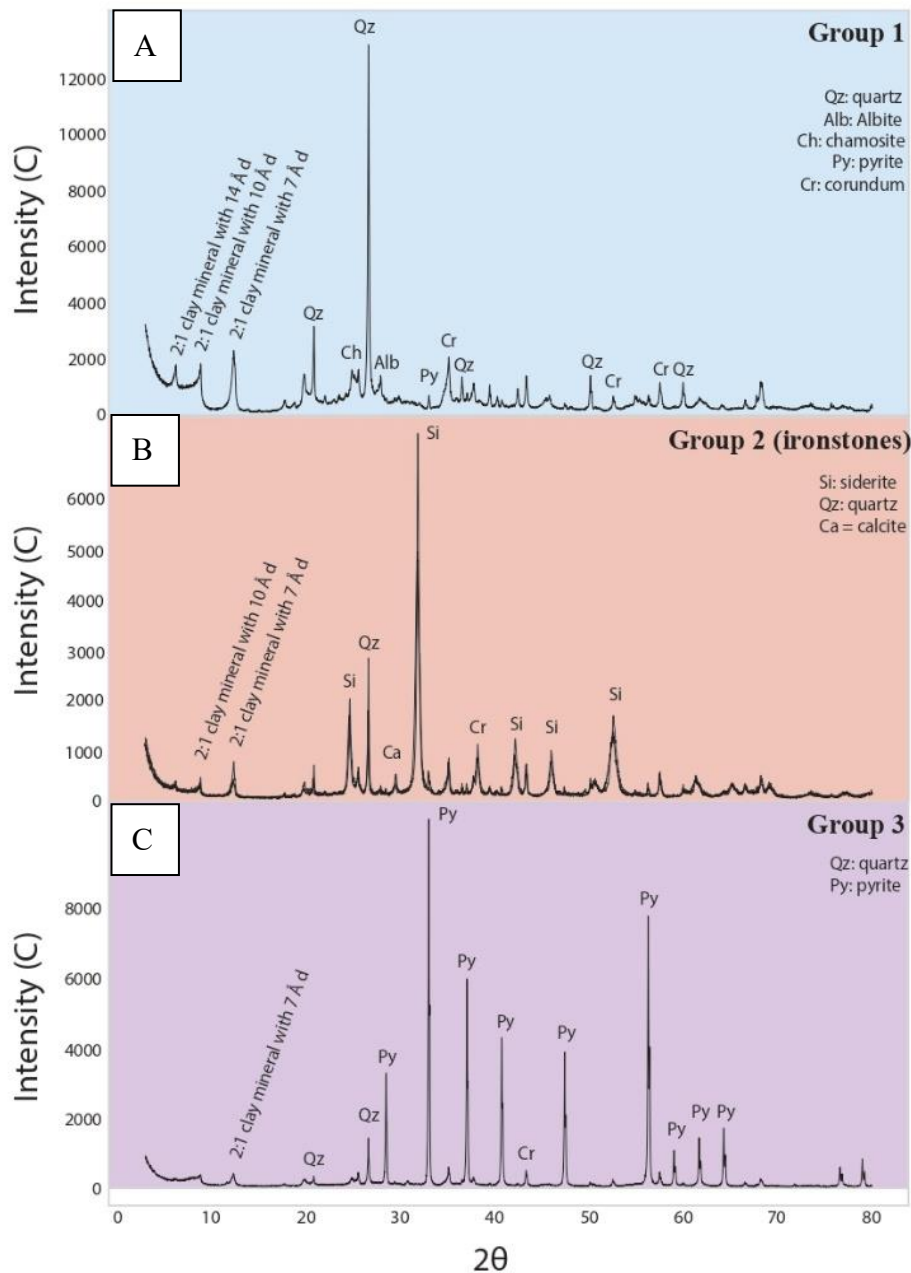 A
Group 1
Qz: quartz
Alb: Albite
Ch: chamosite
Py: pyrite
Cr: corundum
Intensity (C)
12000
10000
8000
6000
4000
2000
0
2:1 clay mineral with 14 Å d
2:1 clay mineral with 10 Å d
2:1 clay mineral with 7 Å d
Qz
Ch
Qz
Alb
Py
Cr
Qz
Qz
Cr
Cr
Qz
B
Group 2 (ironstones)
Si: siderite
Qz: quartz
Ca = calcite
Intensity (C)
6000
5000
4000
3000
2000
1000
0
2:1 clay mineral with 10 Å d
2:1 clay mineral with 7 Å d
Si
Qz
Ca
Si
Cr
Si
Si
Si
C
Group 3
Qz: quartz
Py: pyrite
Intensity (C)
8000
6000
4000
2000
0
2:1 clay mineral with 7 Å d
Qz
Qz
Py
Py
Py
Py
Cr
Py
Py
Py
Py
Py
0 10 20 30 40 50 60 70 80
2θ